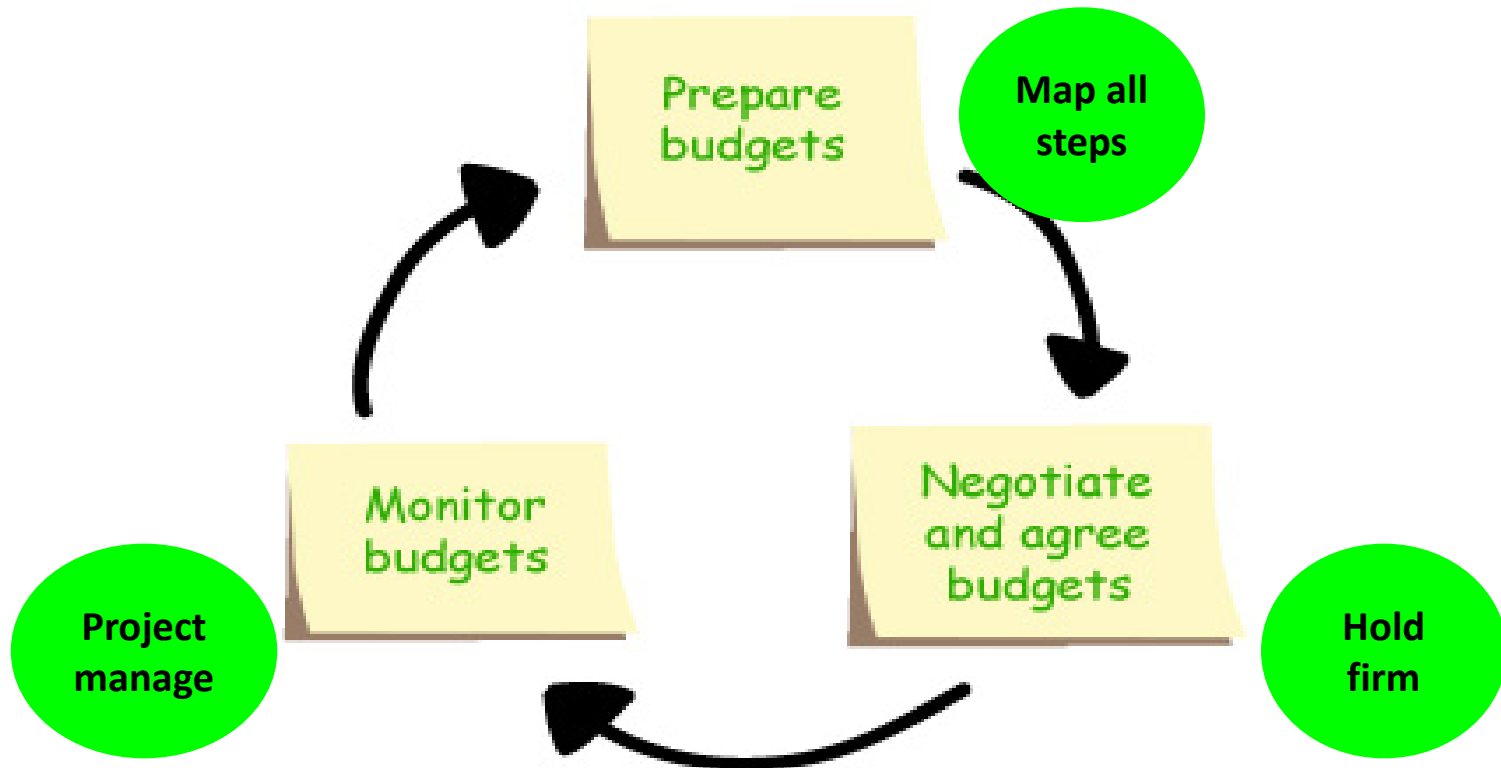 Prepare
budgets
Map all
steps
Monitor
budgets
Negotiate
and agree
budgets
Project
manage
Hold
firm